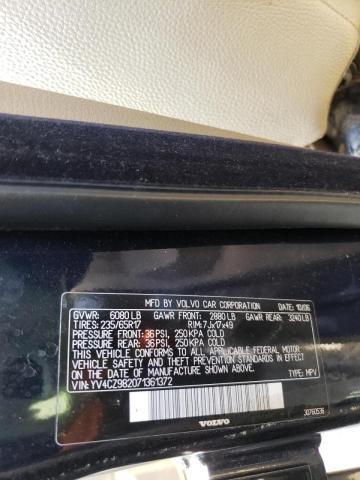 MFD BY VOLVO CAR CORPORATION 10/06
GVWR: 6080 LB GAWR FRONT: 2880 LB GAWR REAR: 3240 LB
TIRES: 235/65R17 RIM: 7Jx17x49
PRESSURE FRONT: 36 PSI, 250 KPA COLD
PRESSURE REAR: 36 PSI, 250 KPA COLD
THIS VEHICLE CONFORMS TO ALL APPLICABLE FEDERAL MOTOR
VEHICLE SAFETY AND THEFT PREVENTION STANDARDS IN
EFFECT ON THE DATE OF MANUFACTURE SHOWN ABOVE
VIN: YV4CZ982071361372 TYPE: MPV
30760536
VOLVO